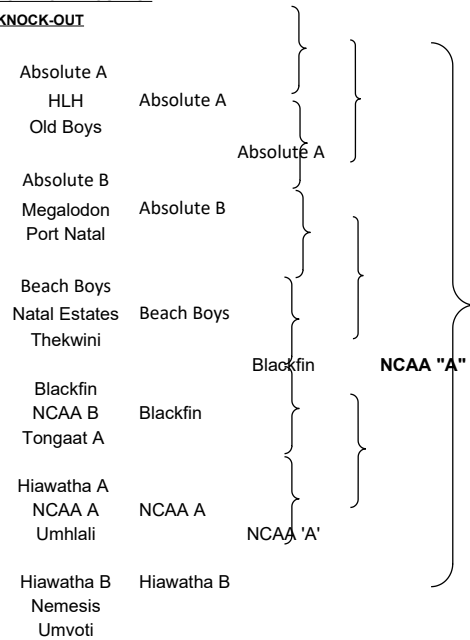 KNOCK-OUT
Absolute A
HLH Absolute A
Old Boys
Absolute A
Absolute B
Megalodon Absolute B
Port Natal
Beach Boys
Natal Estates Beach Boys
Thekwini
Blackfin NCAA "A"
Blackfin
NCAA B Blackfin
Tongaat A
Hiawatha A
NCAA A NCAA A
Umhlali NCAA 'A'
Hiawatha B Hiawatha B
Nemesis
Umvoti